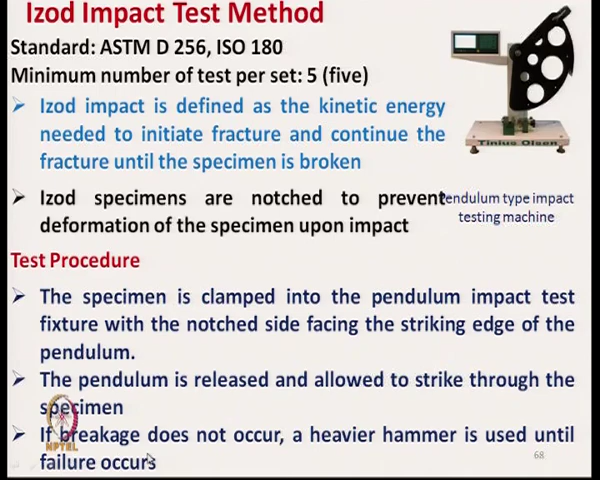 Izod Impact Test Method
Standard: ASTM D 256, ISO 180
Minimum number of test per set: 5 (five)
Izod impact is defined as the kinetic energy
needed to initiate fracture and continue the
fracture until the specimen is broken
Izod specimens are notched to prevent
deformation of the specimen upon impact
Tinius Olsen
Pendulum type impact
testing machine
Test Procedure
The specimen is clamped into the pendulum impact test
fixture with the notched side facing the striking edge of the
pendulum.
The pendulum is released and allowed to strike through the
specimen
If breakage does not occur, a heavier hammer is used until
failure occurs
NPTEL
68